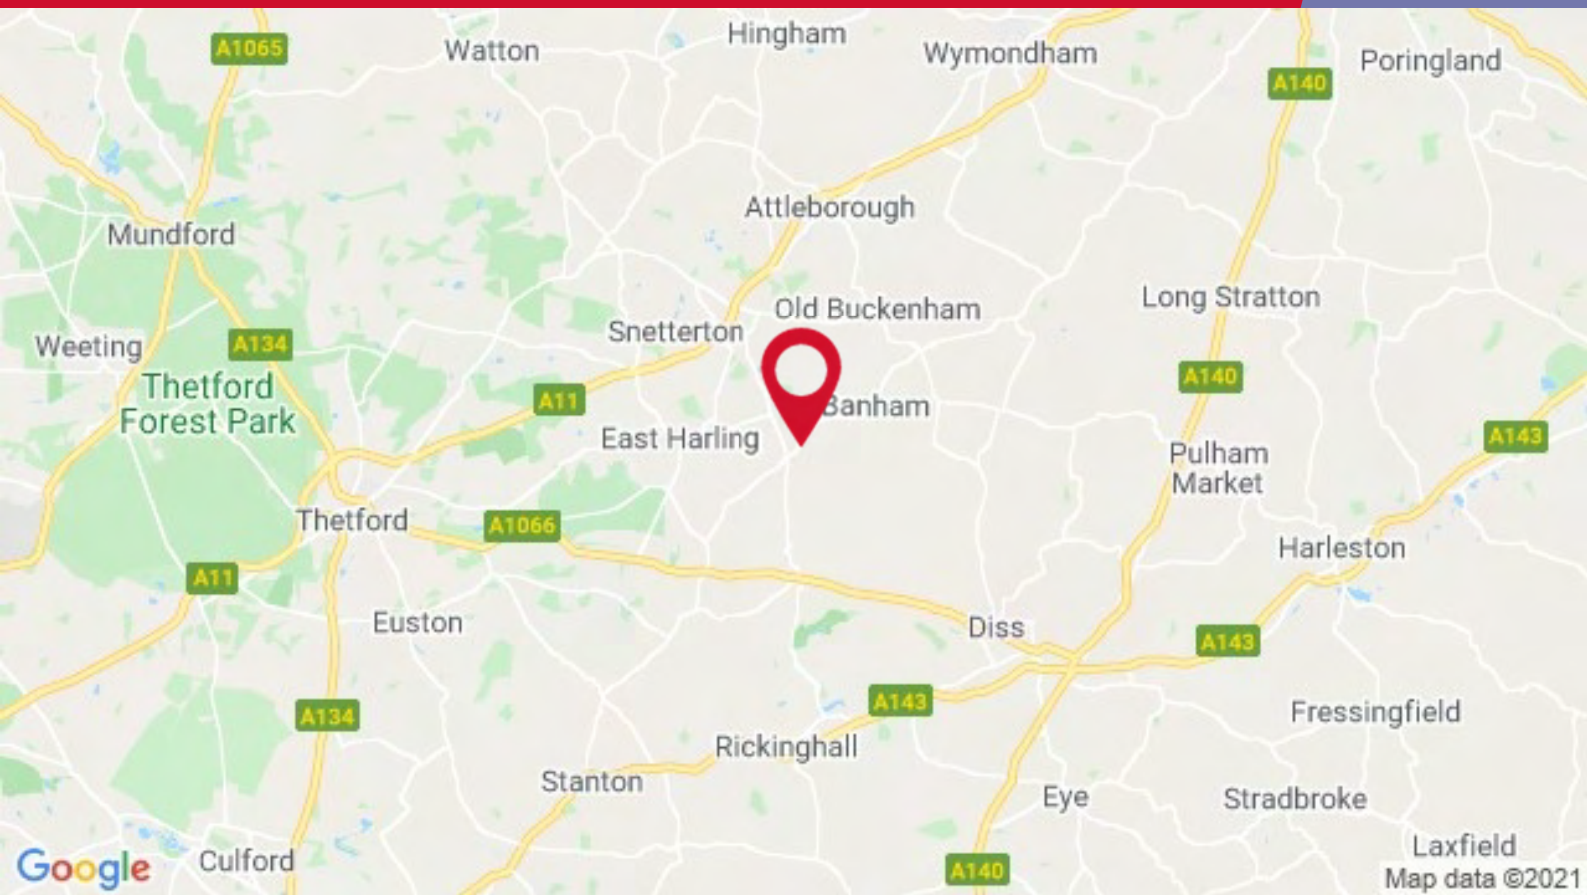 A1065
Watton
Hingham
Wymondham
A140
Poringland
Mundford
Attleborough
Weeting
A134
Thetford
Forest Park
Snetterton
Old Buckenham
Long Stratton
A11
A140
Banham
East Harling
A143
Pulham
Market
Thetford
A1066
Harleston
A11
Euston
Diss
A143
A134
A143
Fressingfield
Rickinghall
Stanton
Eye
Stradbroke
Laxfield
Google
Culford
A140
Map data ©2021